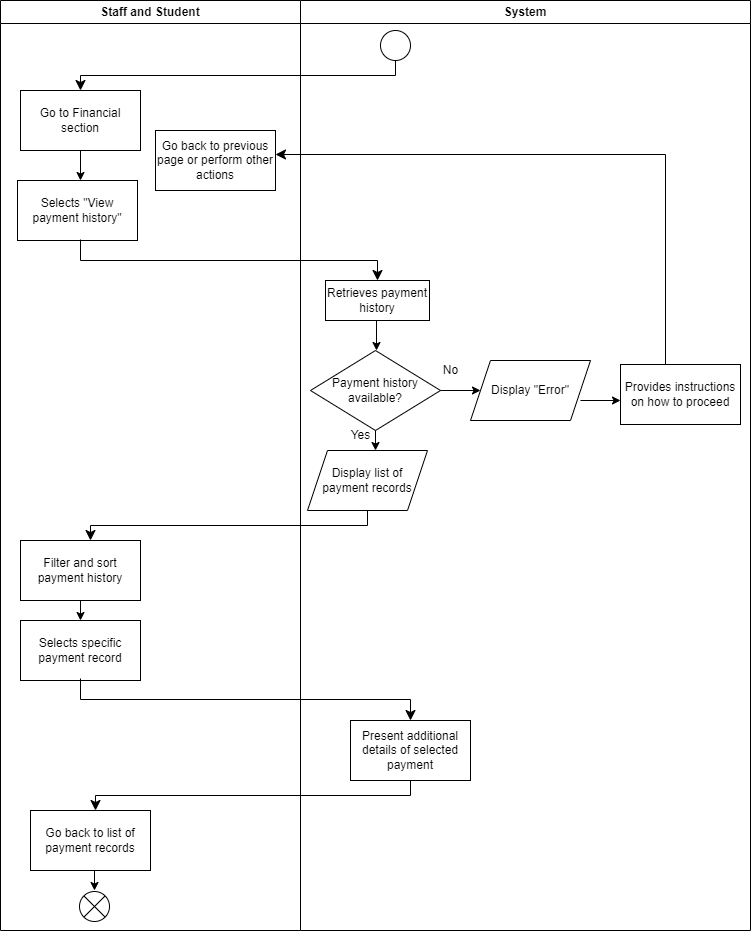 Staff and Student
System
Go to Financial
section
Go back to previous
page or perform other
actions
Selects "View
payment history"
Retrieves payment
history
Payment history
available?
No
Display "Error"
Provides instructions
on how to proceed
Yes
Display list of
payment records
Filter and sort
payment history
Selects specific
payment record
Present additional
details of selected
payment
Go back to list of
payment records